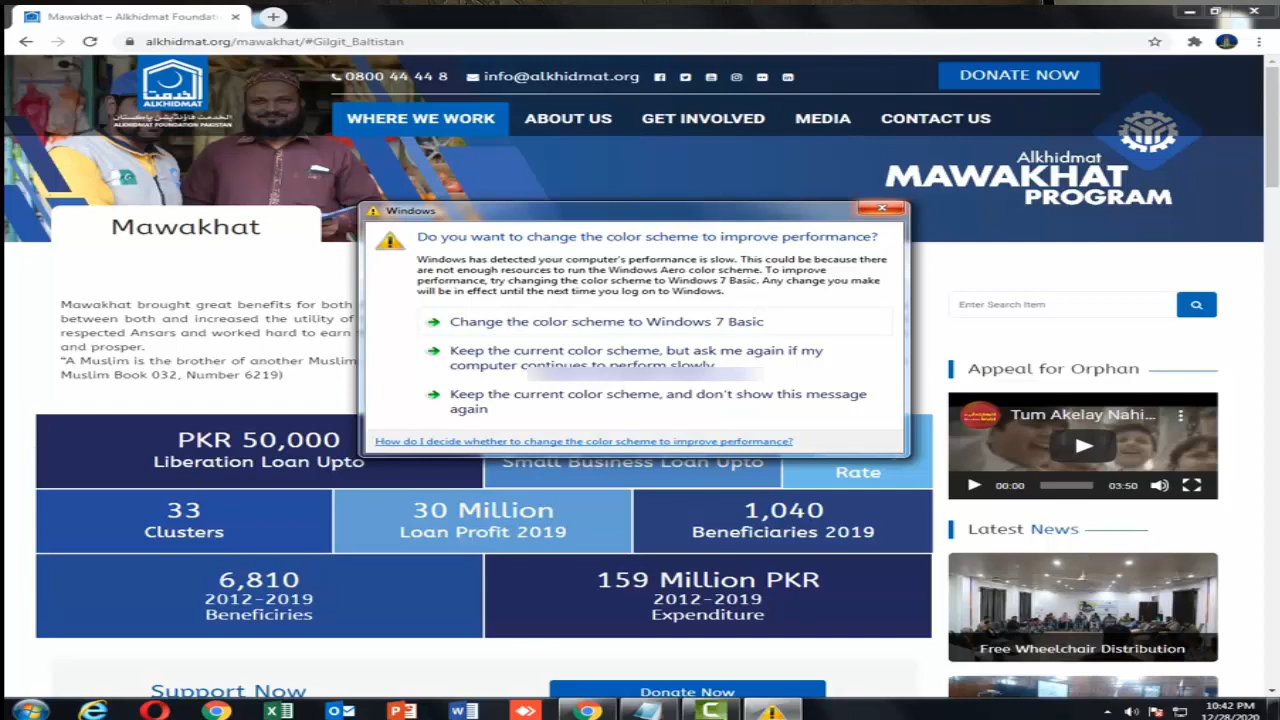 Mawakhat – Alkhidmat Foundat
alkhidmat.org/mawakhat/#Gilgit_Baltistan
0800 44 44 8
info@alkhidmat.org
DONATE NOW
الخدمت
ALKHIDMAT
الخدمت فاؤنڈیشن پاکستان
ALKHIDMAT FOUNDATION PAKISTAN
WHERE WE WORK
ABOUT US
GET INVOLVED
MEDIA
CONTACT US
Alkhidmat
MAWAKHAT
PROGRAM
Mawakhat
Windows
Do you want to change the color scheme to improve performance?
Windows has detected your computer's performance is slow. This could be because there
are not enough resources to run the Windows Aero color scheme. To improve
performance, try changing the color scheme to Windows 7 Basic. Any change you make
will be in effect until the next time you log on to Windows.
Change the color scheme to Windows 7 Basic
Keep the current color scheme, but ask me again if my
computer continues to perform slowly
Keep the current color scheme, and don't show this message
again
How do I decide whether to change the color scheme to improve performance?
Mawakhat brought great benefits for both
between both and increased the utility of
respected Ansars and worked hard to earn
and prosper.
"A Muslim is the brother of another Muslim
Muslim Book 032, Number 6219)
Enter Search Item
Appeal for Orphan
Tum Akelay Nahi...
00:00
03:50
Latest News
Free Wheelchair Distribution
PKR 50,000
Liberation Loan Upto
Small Business Loan Upto
Rate
33
Clusters
30 Million
Loan Profit 2019
1,040
Beneficiaries 2019
6,810
2012-2019
Beneficiries
159 Million PKR
2012-2019
Expenditure
Support Now
Donate Now
10:42 PM
12/28/2020